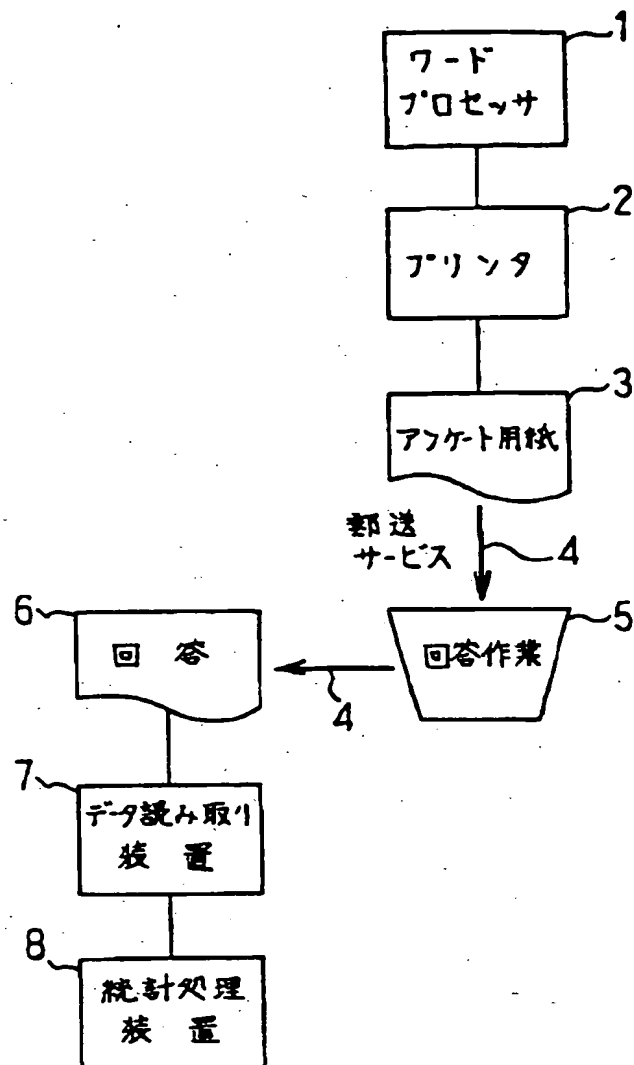 1
ワード
プロセッサ
2
プリンタ
3
アンケート用紙
郵送
サービス
4
5
回答作業
4
6
回答
7
データ読み取り
装置
8
統計処理
装置